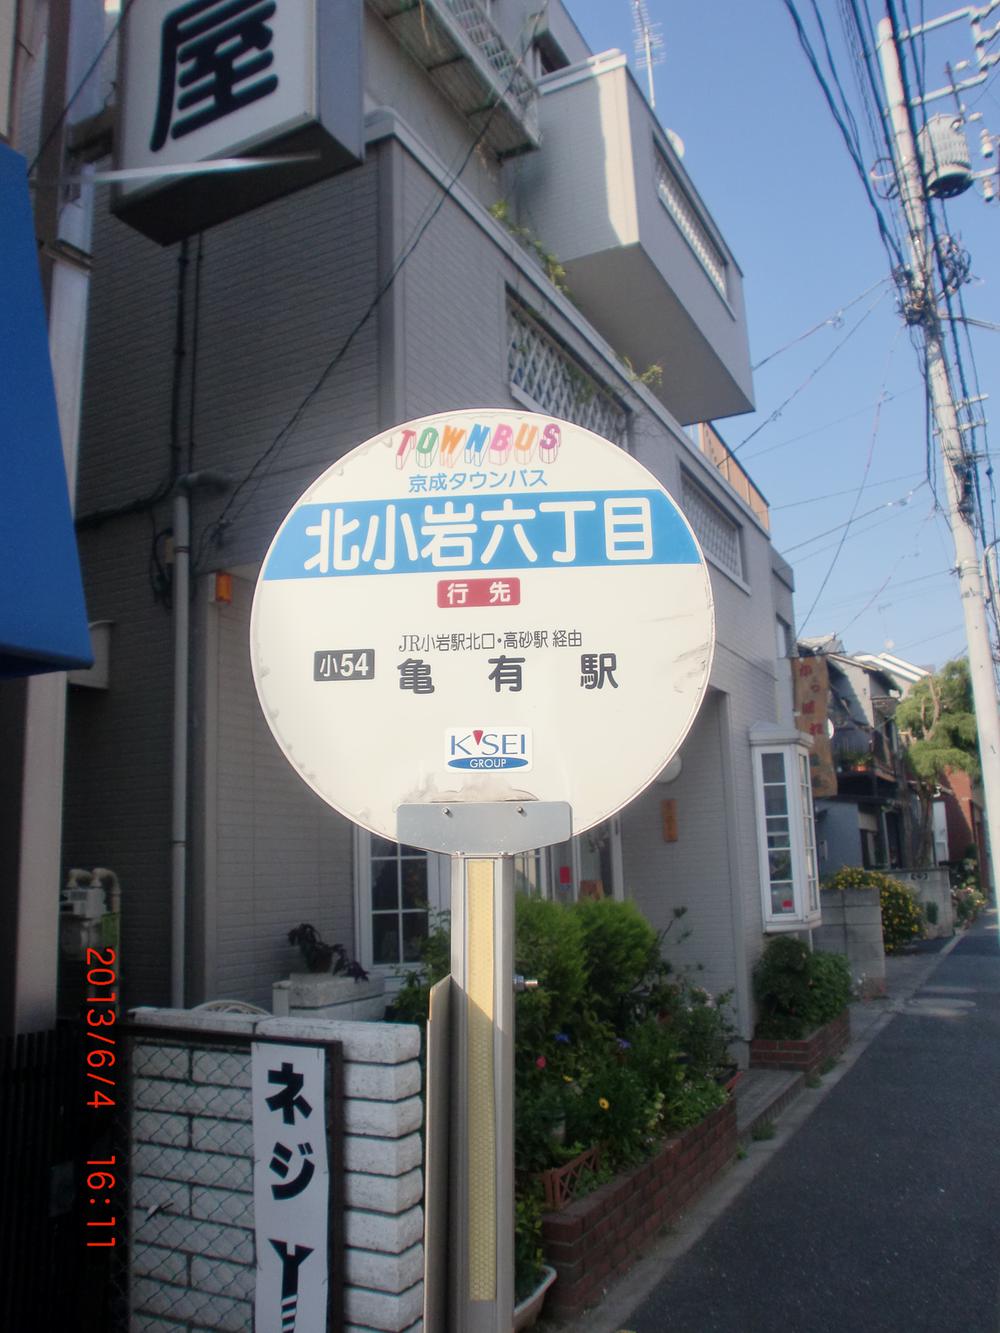 屋
TOWNBUS
京成タウンバス
北小岩六丁目
行先
JR小岩駅北口・高砂駅 経由
小54 亀有駅
K'SEI
GROUP
ネジ
2013/6/4 16:11